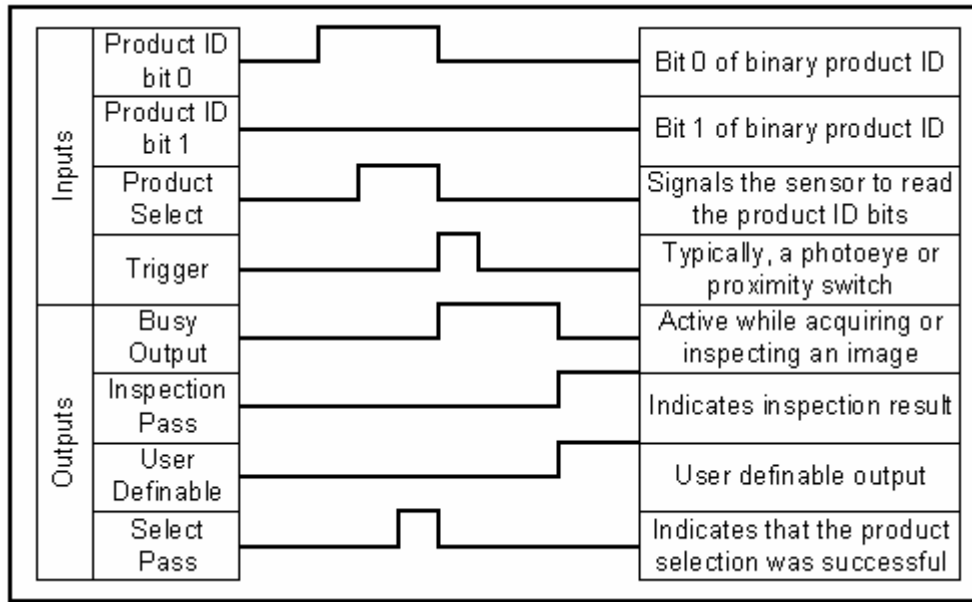 Inputs
Product ID
bit 0
Bit 0 of binary product ID
Product ID
bit 1
Bit 1 of binary product ID
Product
Select
Signals the sensor to read
the product ID bits
Trigger
Typically, a photoeye or
proximity switch
Outputs
Busy
Output
Active while acquiring or
inspecting an image
Inspection
Pass
Indicates inspection result
User
Definable
User definable output
Select
Pass
Indicates that the product
selection was successful